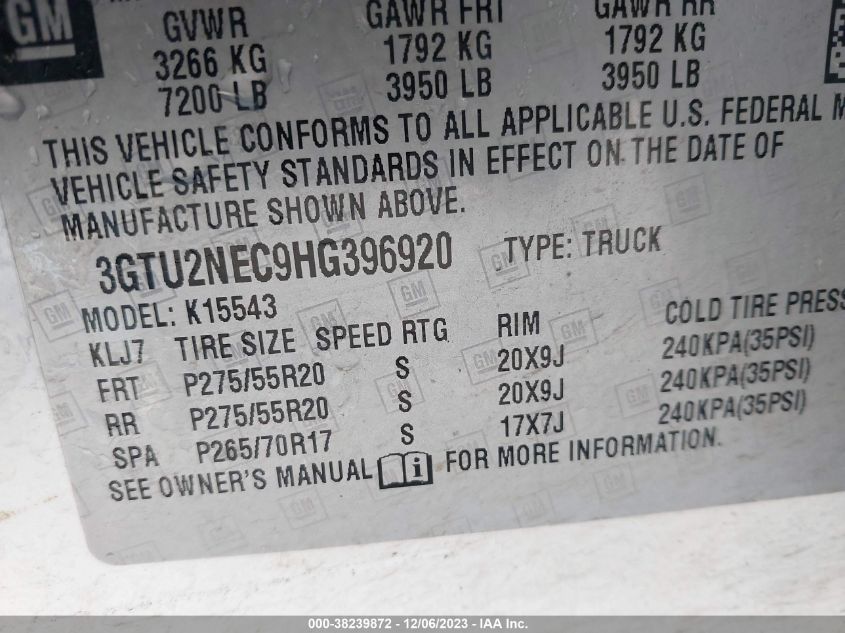 GM
GVWR GAWR FRT GAWR RR
3266 KG 1792 KG 1792 KG
7200 LB 3950 LB 3950 LB
THIS VEHICLE CONFORMS TO ALL APPLICABLE U.S. FEDERAL M
VEHICLE SAFETY STANDARDS IN EFFECT ON THE DATE OF
MANUFACTURE SHOWN ABOVE.
3GTU2NEC9HG396920 TYPE: TRUCK
MODEL: K15543
KLJ7 TIRE SIZE SPEED RTG RIM COLD TIRE PRESS
FRT P275/55R20 S 20X9J 240KPA(35PSI)
RR P275/55R20 S 20X9J 240KPA(35PSI)
SPA P265/70R17 S 17X7J 240KPA(35PSI)
SEE OWNER'S MANUAL i FOR MORE INFORMATION.
000-38239872 - 12/06/2023 - IAA Inc.